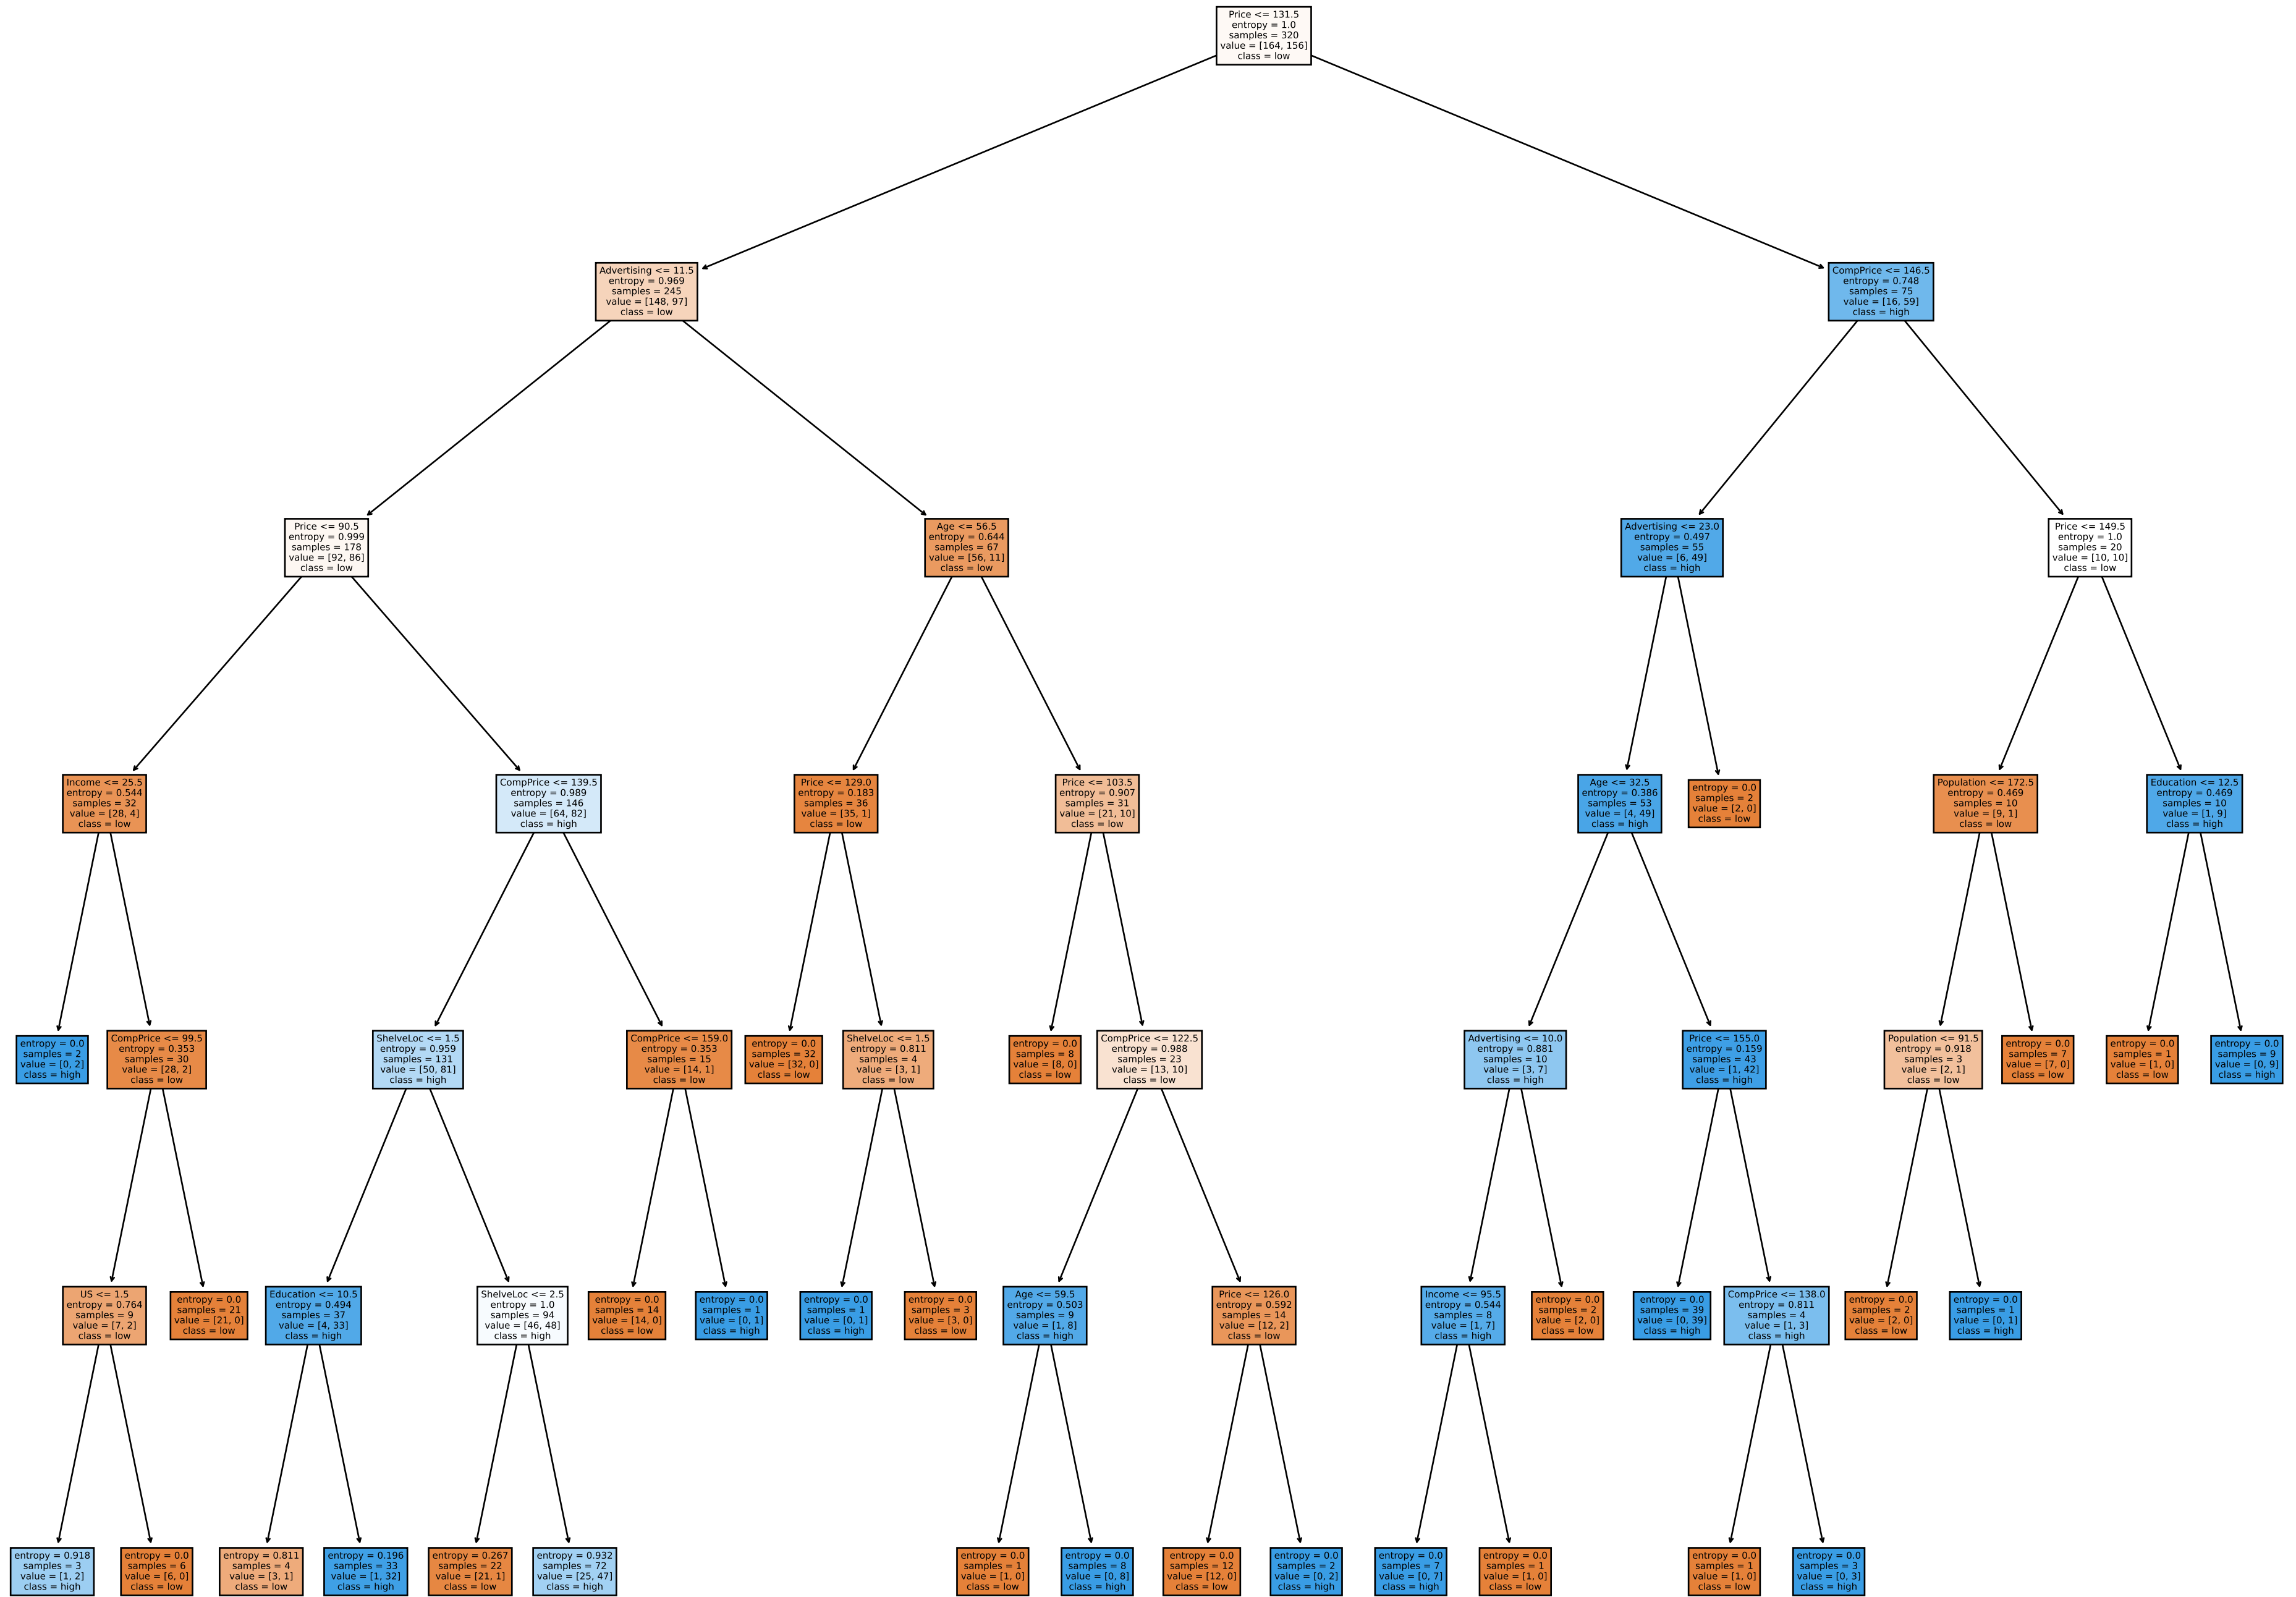 Price <= 131.5
entropy = 1.0
samples = 320
value = [164, 156]
class = low
Advertising <= 11.5
entropy = 0.969
samples = 245
value = [148, 97]
class = low
CompPrice <= 146.5
entropy = 0.748
samples = 75
value = [16, 59]
class = high
Price <= 90.5
entropy = 0.999
samples = 178
value = [92, 86]
class = low
Age <= 56.5
entropy = 0.644
samples = 67
value = [56, 11]
class = low
Advertising <= 23.0
entropy = 0.497
samples = 55
value = [6, 49]
class = high
Price <= 149.5
entropy = 1.0
samples = 20
value = [10, 10]
class = low
Income <= 25.5
entropy = 0.544
samples = 32
value = [28, 4]
class = low
CompPrice <= 139.5
entropy = 0.989
samples = 146
value = [64, 82]
class = high
Price <= 129.0
entropy = 0.183
samples = 36
value = [35, 1]
class = low
Price <= 103.5
entropy = 0.907
samples = 31
value = [21, 10]
class = low
Age <= 32.5
entropy = 0.386
samples = 53
value = [4, 49]
class = high
entropy = 0.0
samples = 2
value = [2, 0]
class = low
Population <= 172.5
entropy = 0.469
samples = 10
value = [9, 1]
class = low
Education <= 12.5
entropy = 0.469
samples = 10
value = [1, 9]
class = high
entropy = 0.0
samples = 2
value = [0, 2]
class = high
CompPrice <= 99.5
entropy = 0.353
samples = 30
value = [28, 2]
class = low
ShelveLoc <= 1.5
entropy = 0.959
samples = 131
value = [50, 81]
class = high
CompPrice <= 159.0
entropy = 0.353
samples = 15
value = [14, 1]
class = low
entropy = 0.0
samples = 32
value = [32, 0]
class = low
ShelveLoc <= 1.5
entropy = 0.811
samples = 4
value = [3, 1]
class = low
entropy = 0.0
samples = 8
value = [8, 0]
class = low
CompPrice <= 122.5
entropy = 0.988
samples = 23
value = [13, 10]
class = low
Advertising <= 10.0
entropy = 0.881
samples = 10
value = [3, 7]
class = high
Price <= 155.0
entropy = 0.159
samples = 43
value = [1, 42]
class = high
Population <= 91.5
entropy = 0.918
samples = 3
value = [2, 1]
class = low
entropy = 0.0
samples = 7
value = [7, 0]
class = low
entropy = 0.0
samples = 1
value = [1, 0]
class = low
entropy = 0.0
samples = 9
value = [0, 9]
class = high
US <= 1.5
entropy = 0.764
samples = 9
value = [7, 2]
class = low
entropy = 0.0
samples = 21
value = [21, 0]
class = low
Education <= 10.5
entropy = 0.494
samples = 37
value = [4, 33]
class = high
ShelveLoc <= 2.5
entropy = 1.0
samples = 94
value = [46, 48]
class = high
entropy = 0.0
samples = 14
value = [14, 0]
class = low
entropy = 0.0
samples = 1
value = [0, 1]
class = high
entropy = 0.0
samples = 1
value = [0, 1]
class = high
entropy = 0.0
samples = 3
value = [3, 0]
class = low
Age <= 59.5
entropy = 0.503
samples = 9
value = [1, 8]
class = high
Price <= 126.0
entropy = 0.592
samples = 14
value = [12, 2]
class = low
Income <= 95.5
entropy = 0.544
samples = 8
value = [1, 7]
class = high
entropy = 0.0
samples = 2
value = [2, 0]
class = low
entropy = 0.0
samples = 39
value = [0, 39]
class = high
CompPrice <= 138.0
entropy = 0.811
samples = 4
value = [1, 3]
class = high
entropy = 0.0
samples = 2
value = [2, 0]
class = low
entropy = 0.0
samples = 1
value = [0, 1]
class = high
entropy = 0.918
samples = 3
value = [1, 2]
class = high
entropy = 0.0
samples = 6
value = [6, 0]
class = low
entropy = 0.811
samples = 4
value = [3, 1]
class = low
entropy = 0.196
samples = 33
value = [1, 32]
class = high
entropy = 0.267
samples = 22
value = [21, 1]
class = low
entropy = 0.932
samples = 72
value = [25, 47]
class = high
entropy = 0.0
samples = 1
value = [1, 0]
class = low
entropy = 0.0
samples = 8
value = [0, 8]
class = high
entropy = 0.0
samples = 12
value = [12, 0]
class = low
entropy = 0.0
samples = 2
value = [0, 2]
class = high
entropy = 0.0
samples = 7
value = [0, 7]
class = high
entropy = 0.0
samples = 1
value = [1, 0]
class = low
entropy = 0.0
samples = 1
value = [1, 0]
class = low
entropy = 0.0
samples = 3
value = [0, 3]
class = high